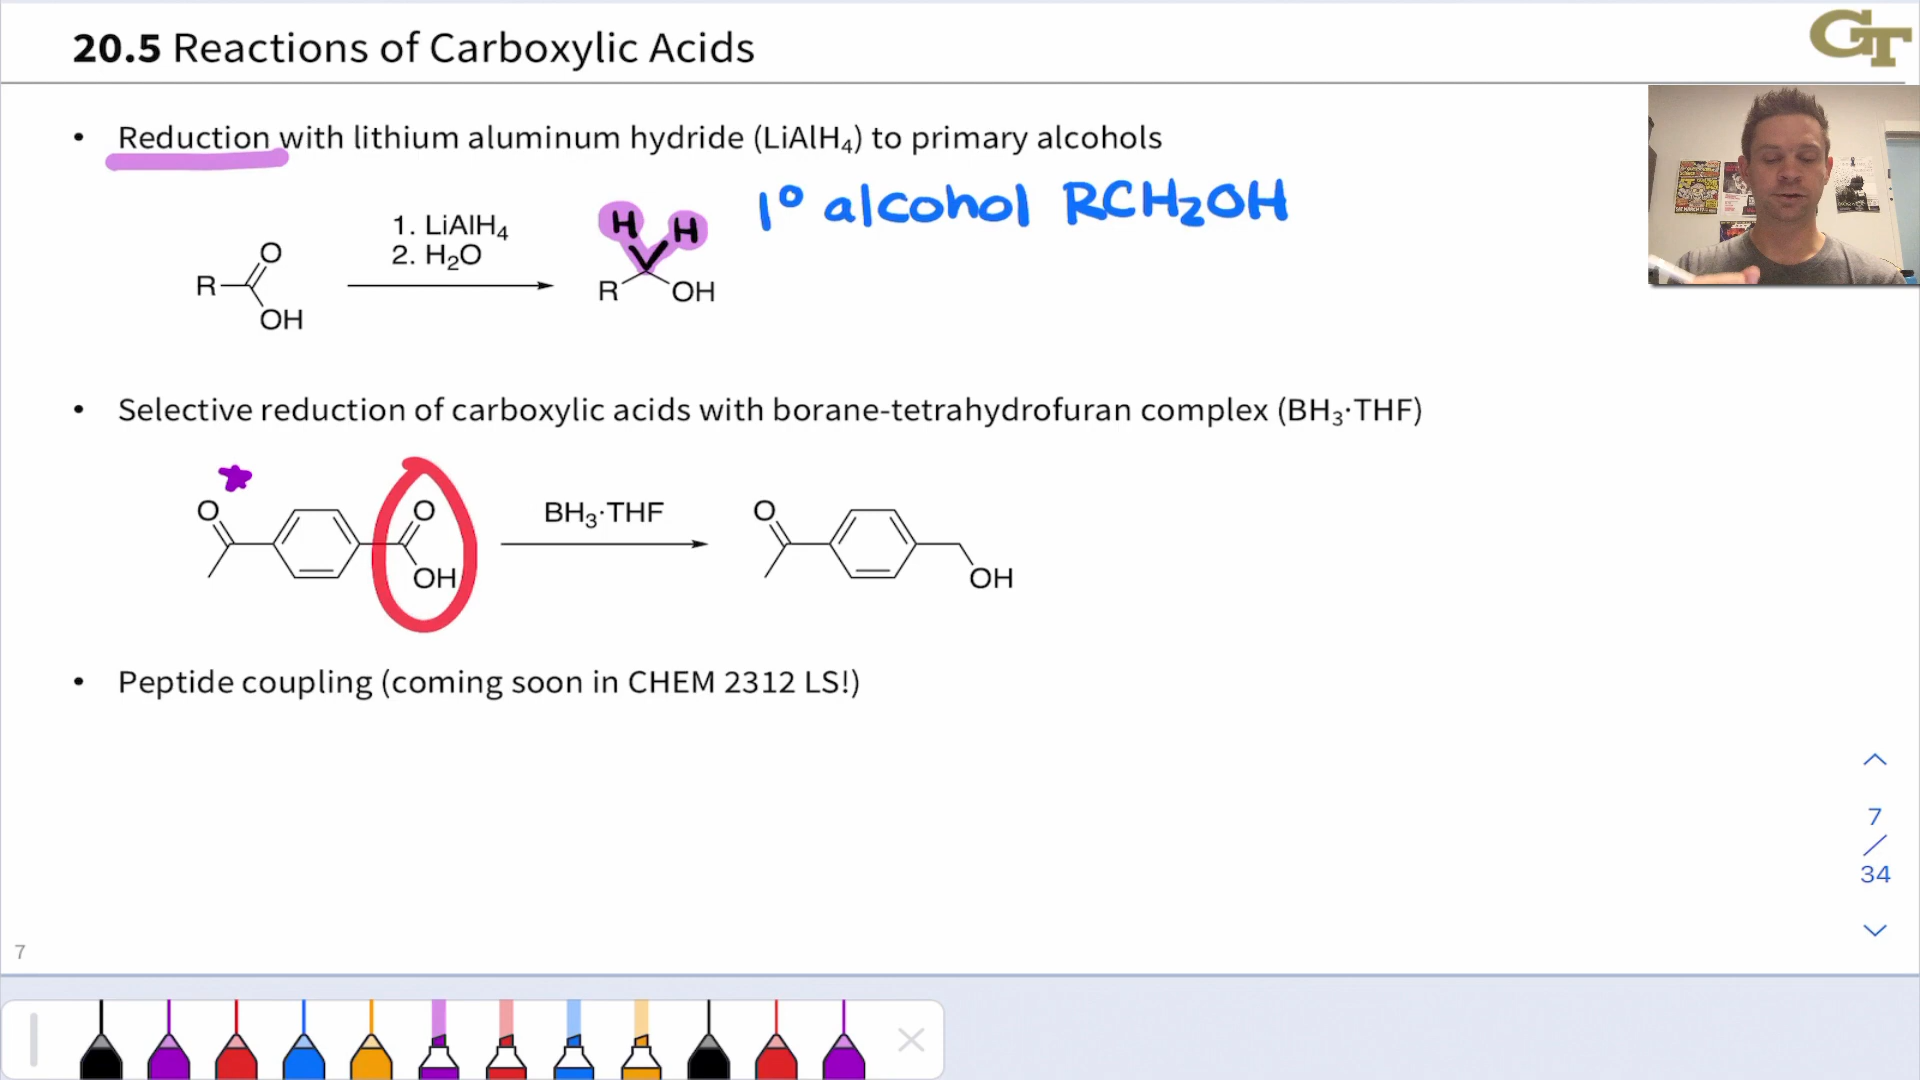 20.5 Reactions of Carboxylic Acids
GT
• Reduction with lithium aluminum hydride (LiAlH₄) to primary alcohols
1° alcohol RCH₂OH
1. LiAlH₄
2. H₂O
H H
O
R
OH
R OH
• Selective reduction of carboxylic acids with borane-tetrahydrofuran complex (BH₃·THF)
O O BH₃·THF O
OH OH
• Peptide coupling (coming soon in CHEM 2312 LS!)
7
/
34
7